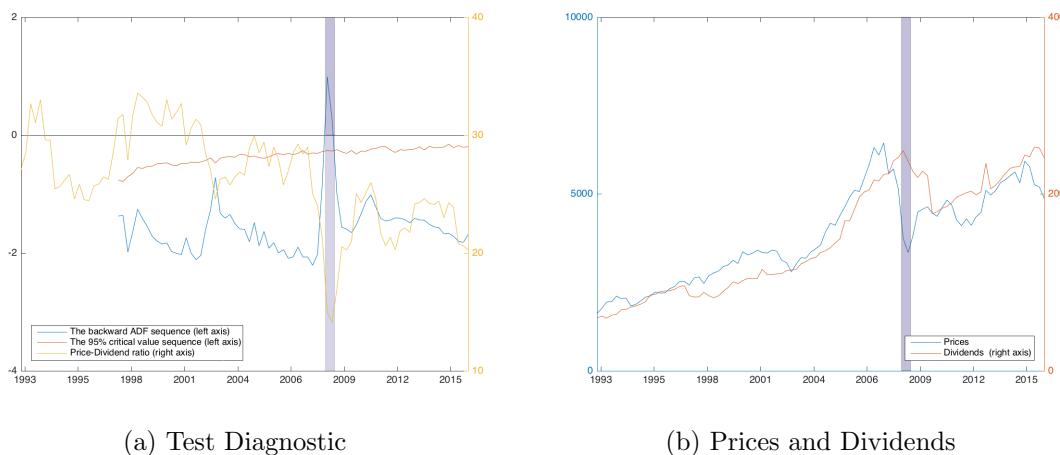 2
0
-2
-4
40
30
20
10
1993 1995 1998 2001 2004 2006 2009 2012 2015
The backward ADF sequence (left axis)
The 95% critical value sequence (left axis)
Price-Dividend ratio (right axis)
(a) Test Diagnostic
10000
5000
0
400
200
0
1993 1995 1998 2001 2004 2006 2009 2012 2015
Prices
Dividends (right axis)
(b) Prices and Dividends